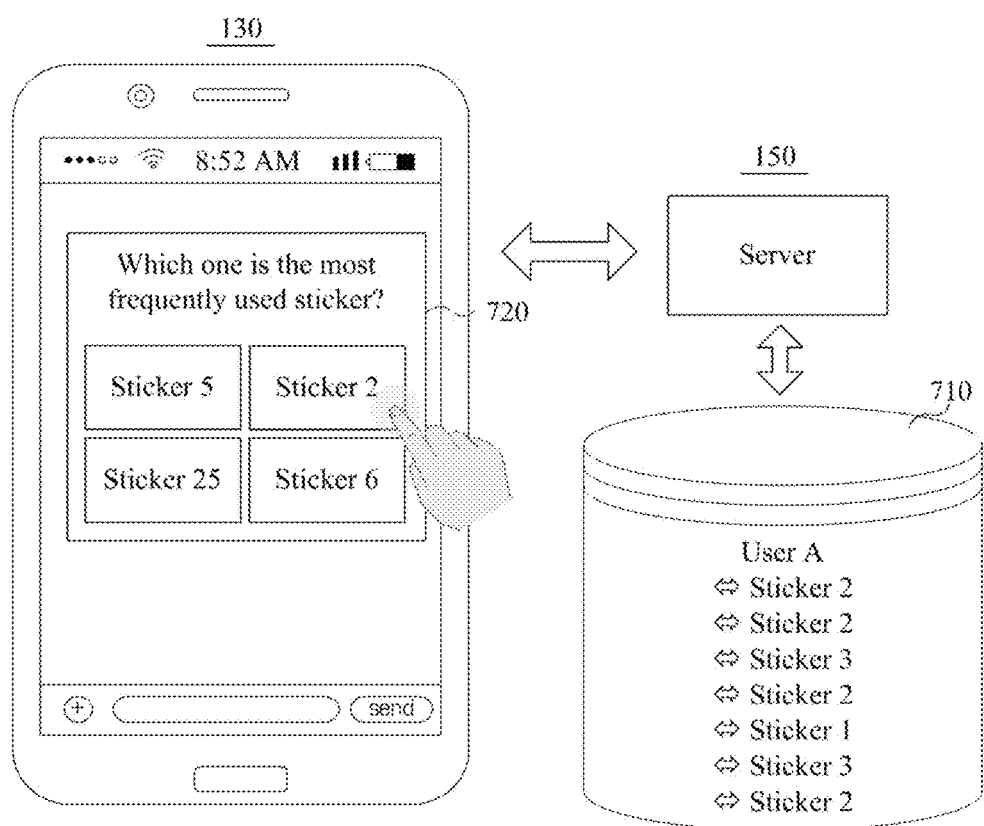 130
8:52 AM
Which one is the most
frequently used sticker?
720
Sticker 5
Sticker 2
Sticker 25
Sticker 6
send
150
Server
710
User A
⇔ Sticker 2
⇔ Sticker 2
⇔ Sticker 3
⇔ Sticker 2
⇔ Sticker 1
⇔ Sticker 3
⇔ Sticker 2